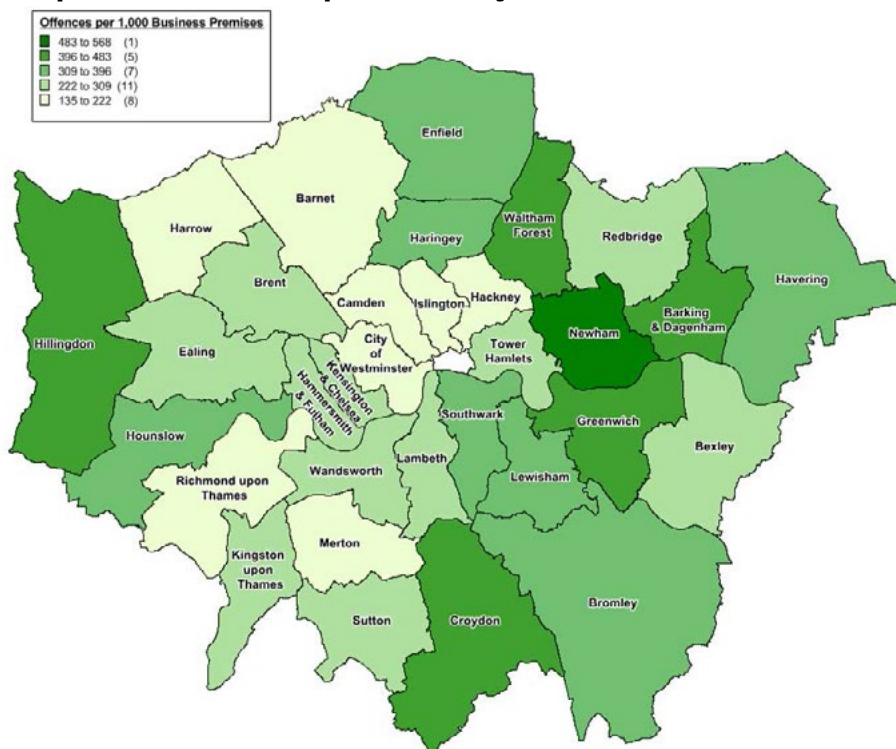 Offences per 1,000 Business Premises
483 to 568 (1)
396 to 483 (5)
309 to 396 (7)
222 to 309 (11)
135 to 222 (8)
Enfield
Barnet
Harrow
Haringey
Waltham
Forest
Redbridge
Havering
Brent
Camden
Islington
Hackney
Barking
& Dagenham
Hillingdon
Ealing
City
of
Westminster
Tower
Hamlets
Newham
Kensington
& Chelsea
Hammersmith
& Fulham
Southwark
Greenwich
Hounslow
Bexley
Lambeth
Wandsworth
Lewisham
Richmond upon
Thames
Merton
Kingston
upon
Thames
Bromley
Sutton
Croydon